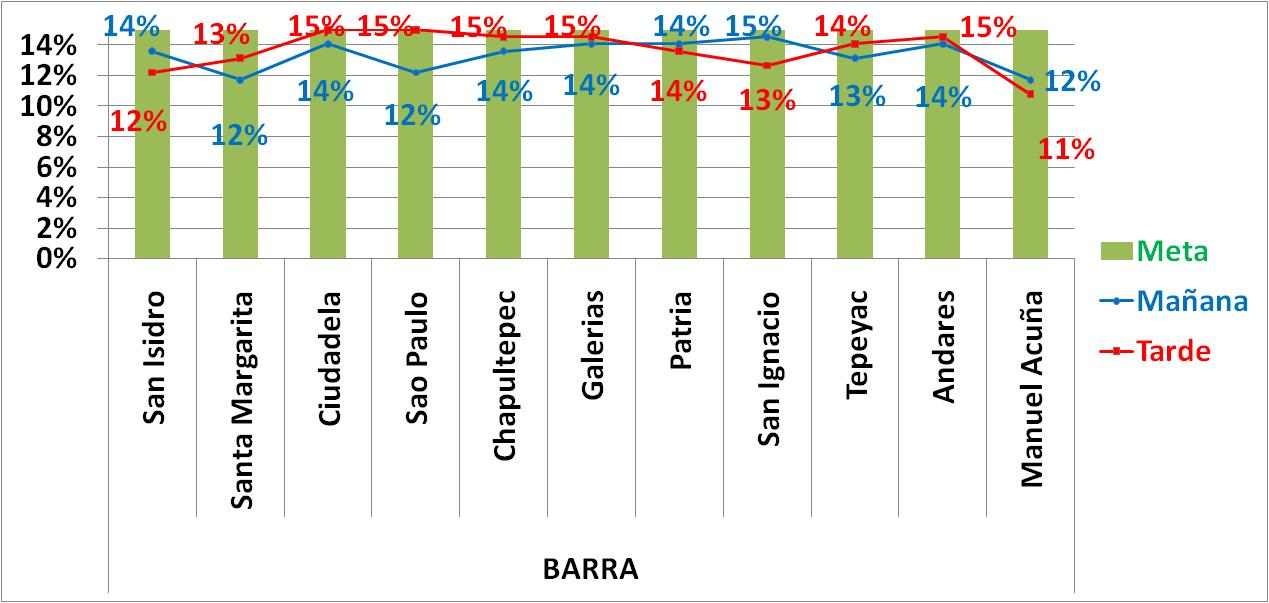 14% 13% 15% 15% 15% 15% 14% 15% 14% 15%
14%
12%
10%
8%
6%
4%
2%
0%
12% 12% 14% 12% 14% 14% 14% 13% 13% 14% 12%
11%
San Isidro
Santa Margarita
Ciudadela
Sao Paulo
Chapultepec
Galerias
Patria
San Ignacio
Tepeyac
Andares
Manuel Acuña
BARRA
Meta
Mañana
Tarde